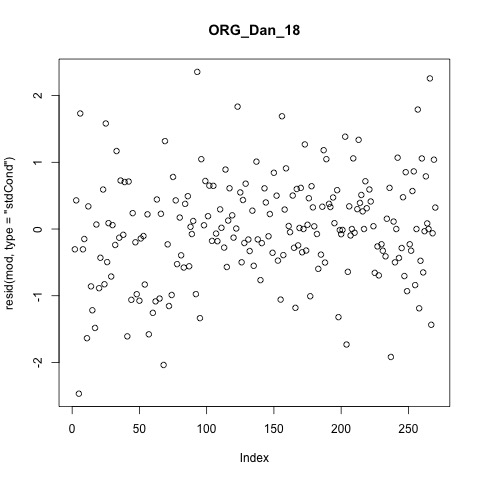 ORG_Dan_18
resid(mod, type = "stdCond")
2
1
0
-1
-2
0 50 100 150 200 250
Index